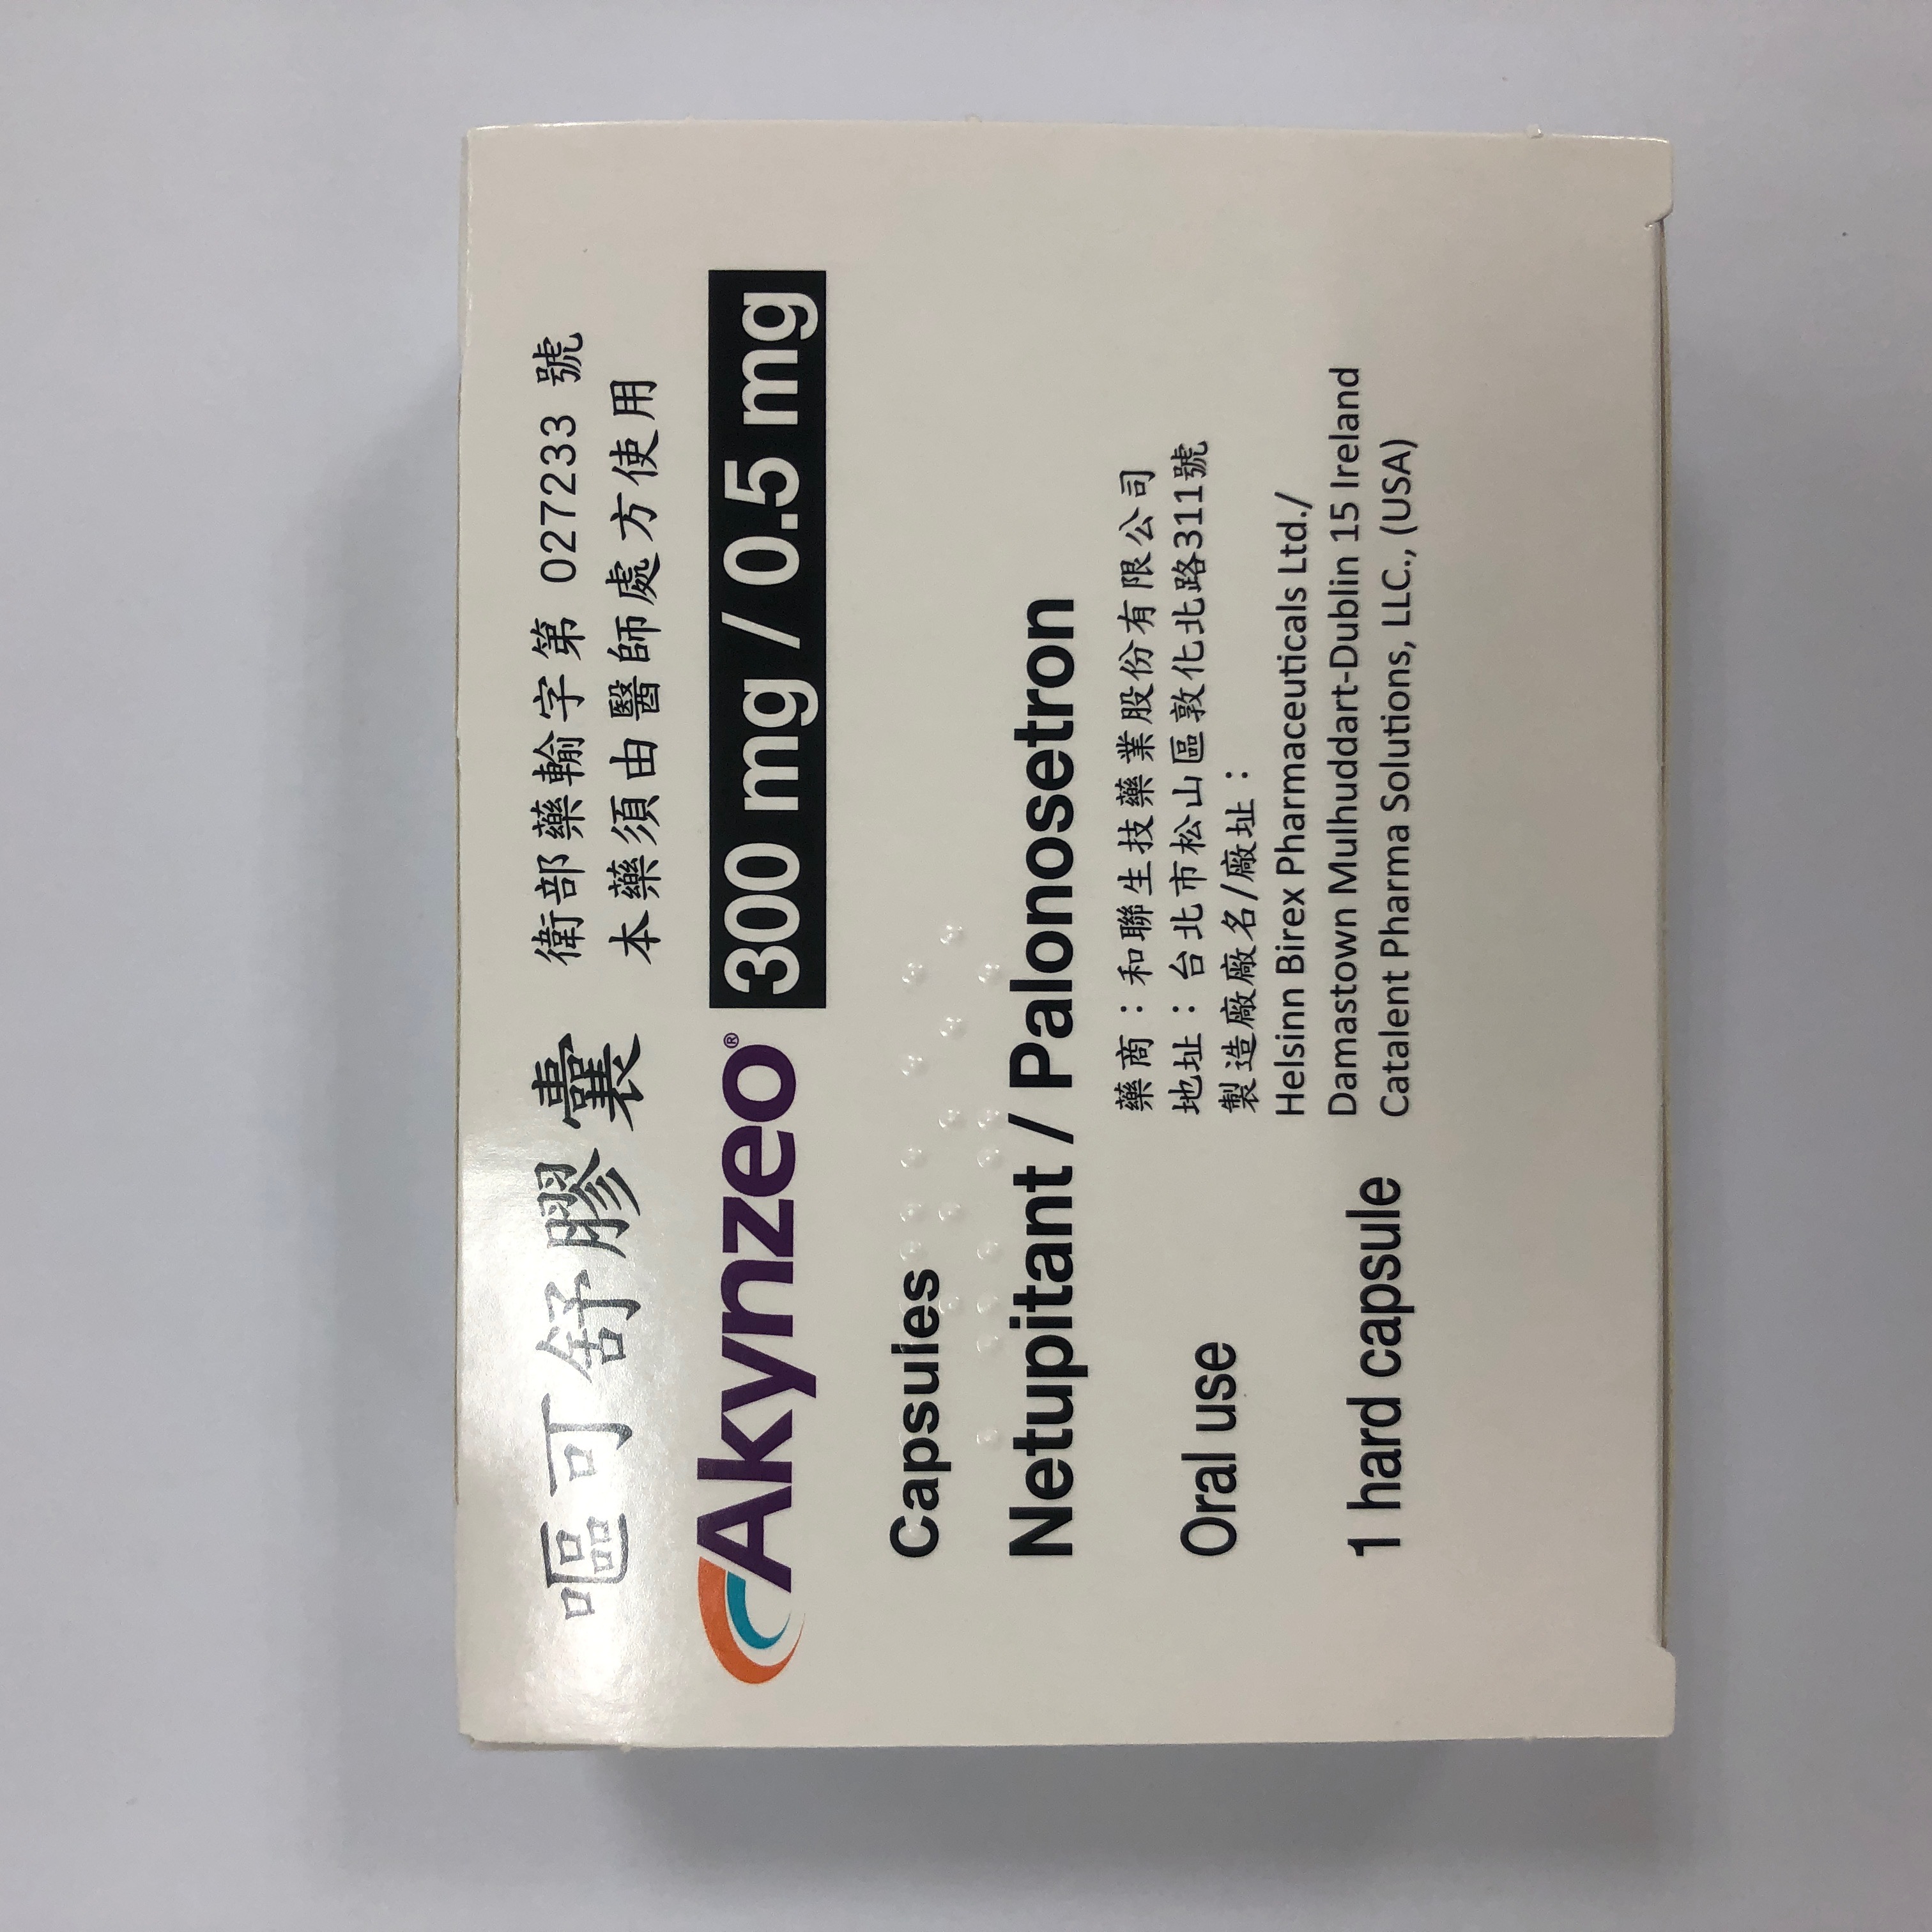 嘔可舒膠囊
衛部藥輸字第 027233 號
本藥須由醫師處方使用
Akynzeo® 300 mg / 0.5 mg
Capsules
Netupitant / Palonosetron
Oral use
1 hard capsule
藥商：和聯生技藥業股份有限公司
地址：台北市松山區敦化北路311號
製造廠廠名/廠址：
Helsinn Birex Pharmaceuticals Ltd./
Damastown Mulhuddart-Dublin 15 Ireland
Catalent Pharma Solutions, LLC., (USA)